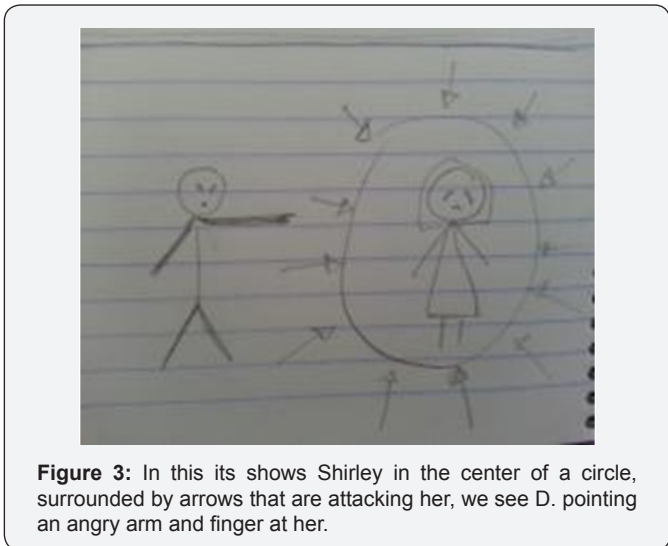 Figure 3: In this its shows Shirley in the center of a circle,
surrounded by arrows that are attacking her, we see D. pointing
an angry arm and finger at her.